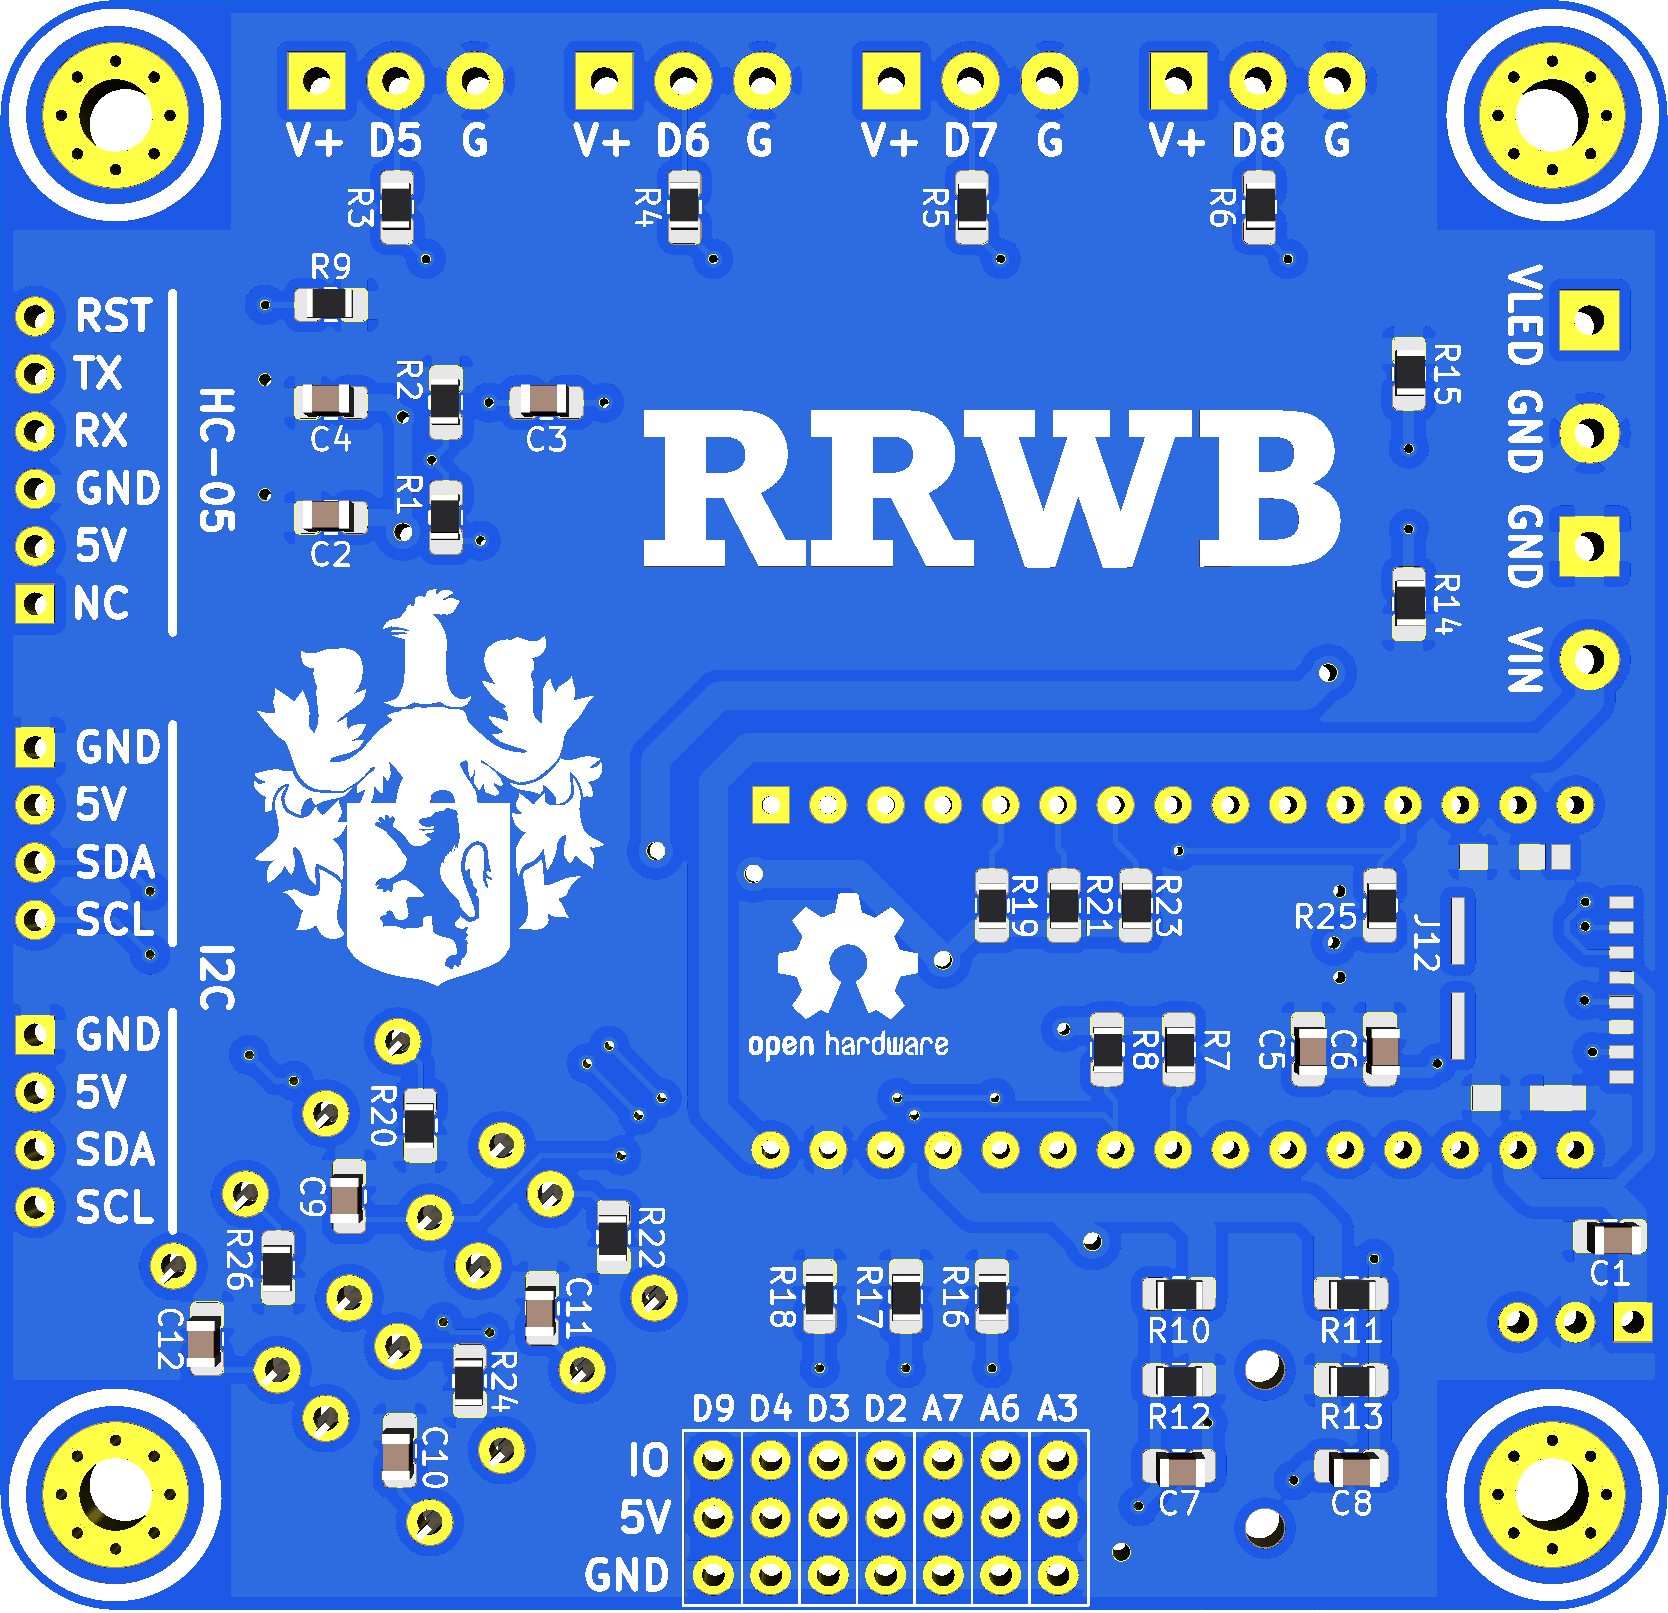 V+ D5 G
V+ D6 G
V+ D7 G
V+ D8 G
R3
R4
R5
R6
R9
RST
TX
RX
GND
5V
NC
HC-05
R2
C4
C3
R1
C2
RRWB
R15
R14
VLED
GND
GND
VIN
GND
5V
SDA
SCL
I2C
GND
5V
SDA
SCL
R19
R21
R23
R25
J12
open hardware
R8
R7
C5
C6
R20
C9
R26
R22
C12
C11
R24
C10
R18
R17
R16
R10
R11
C1
R12
R13
C7
C8
D9 D4 D3 D2 A7 A6 A3
IO
5V
GND